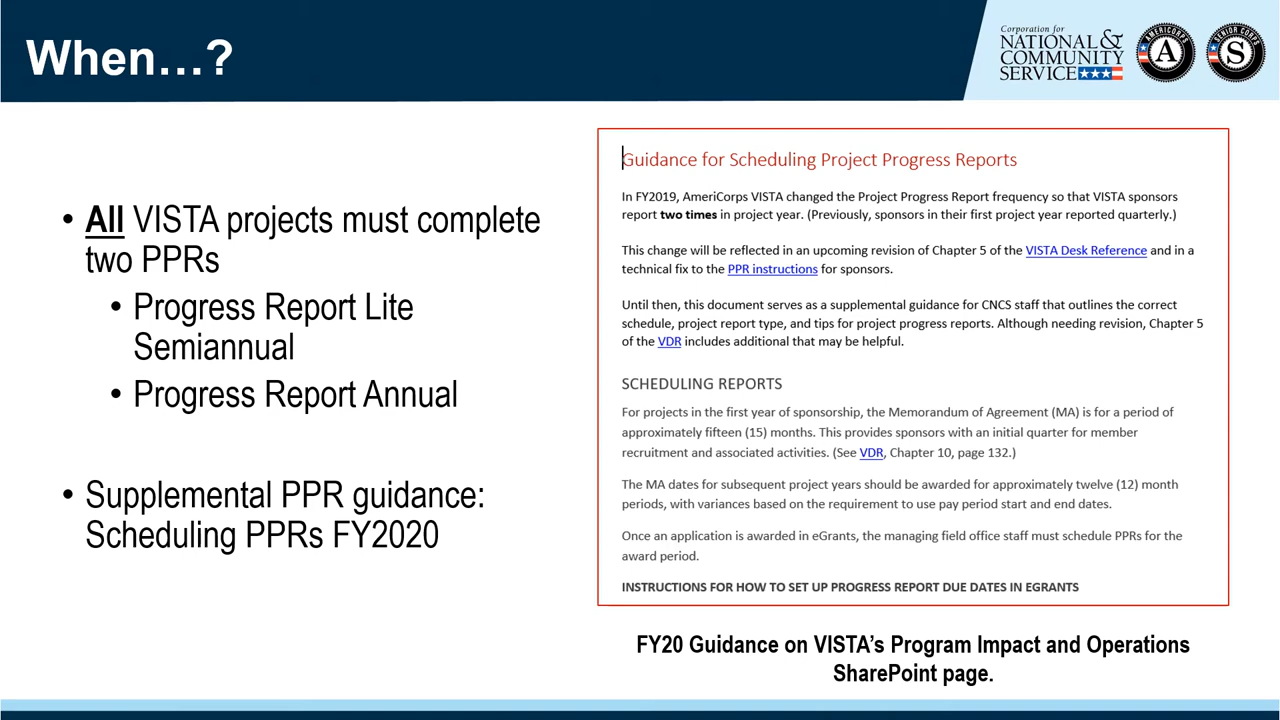 When…?
Corporation for
NATIONAL &
COMMUNITY
SERVICE
AMERICORPS
A
SENIOR CORPS
S
• All VISTA projects must complete
two PPRs
• Progress Report Lite
Semiannual
• Progress Report Annual
• Supplemental PPR guidance:
Scheduling PPRs FY2020
Guidance for Scheduling Project Progress Reports
In FY2019, AmeriCorps VISTA changed the Project Progress Report frequency so that VISTA sponsors
report two times in project year. (Previously, sponsors in their first project year reported quarterly.)
This change will be reflected in an upcoming revision of Chapter 5 of the VISTA Desk Reference and in a
technical fix to the PPR instructions for sponsors.
Until then, this document serves as a supplemental guidance for CNCS staff that outlines the correct
schedule, project report type, and tips for project progress reports. Although needing revision, Chapter 5
of the VDR includes additional that may be helpful.
SCHEDULING REPORTS
For projects in the first year of sponsorship, the Memorandum of Agreement (MA) is for a period of
approximately fifteen (15) months. This provides sponsors with an initial quarter for member
recruitment and associated activities. (See VDR, Chapter 10, page 132.)
The MA dates for subsequent project years should be awarded for approximately twelve (12) month
periods, with variances based on the requirement to use pay period start and end dates.
Once an application is awarded in eGrants, the managing field office staff must schedule PPRs for the
award period.
INSTRUCTIONS FOR HOW TO SET UP PROGRESS REPORT DUE DATES IN EGRANTS
FY20 Guidance on VISTA's Program Impact and Operations
SharePoint page.